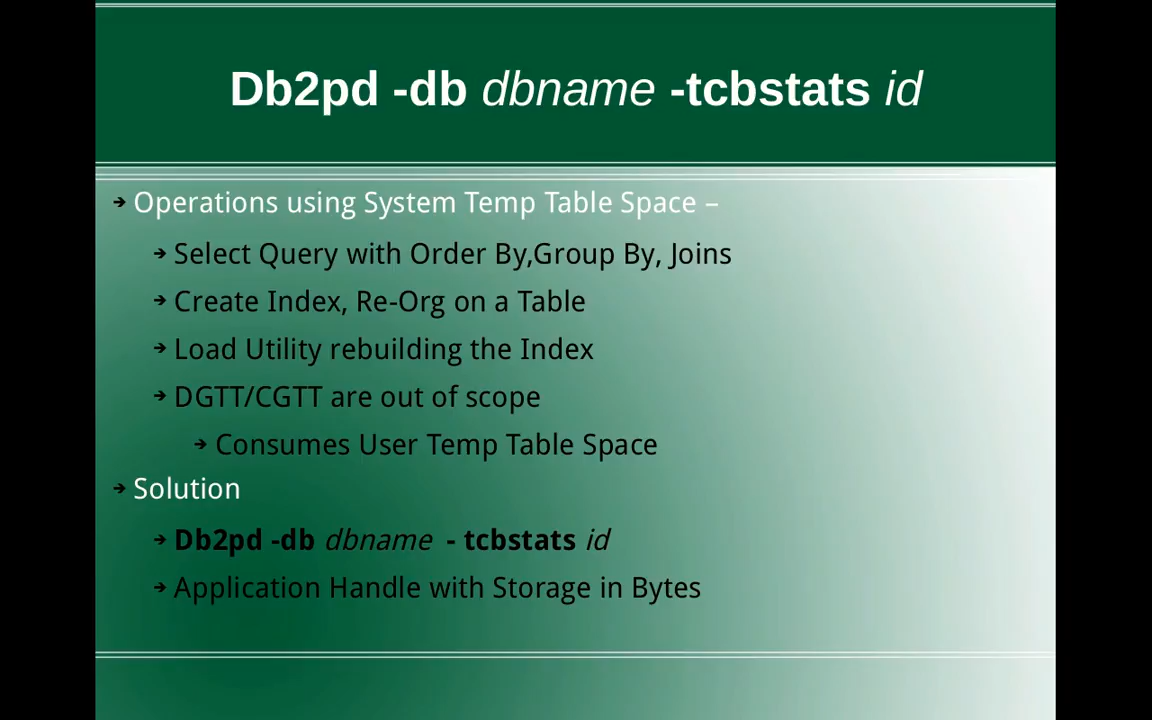 Db2pd -db dbname -tcbstats id
Operations using System Temp Table Space –
Select Query with Order By,Group By, Joins
Create Index, Re-Org on a Table
Load Utility rebuilding the Index
DGTT/CGTT are out of scope
Consumes User Temp Table Space
Solution
Db2pd -db dbname - tcbstats id
Application Handle with Storage in Bytes